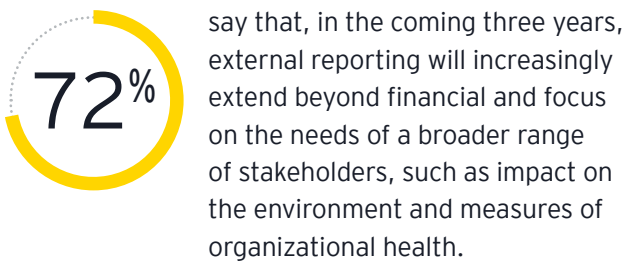 72%
say that, in the coming three years,
external reporting will increasingly
extend beyond financial and focus
on the needs of a broader range
of stakeholders, such as impact on
the environment and measures of
organizational health.